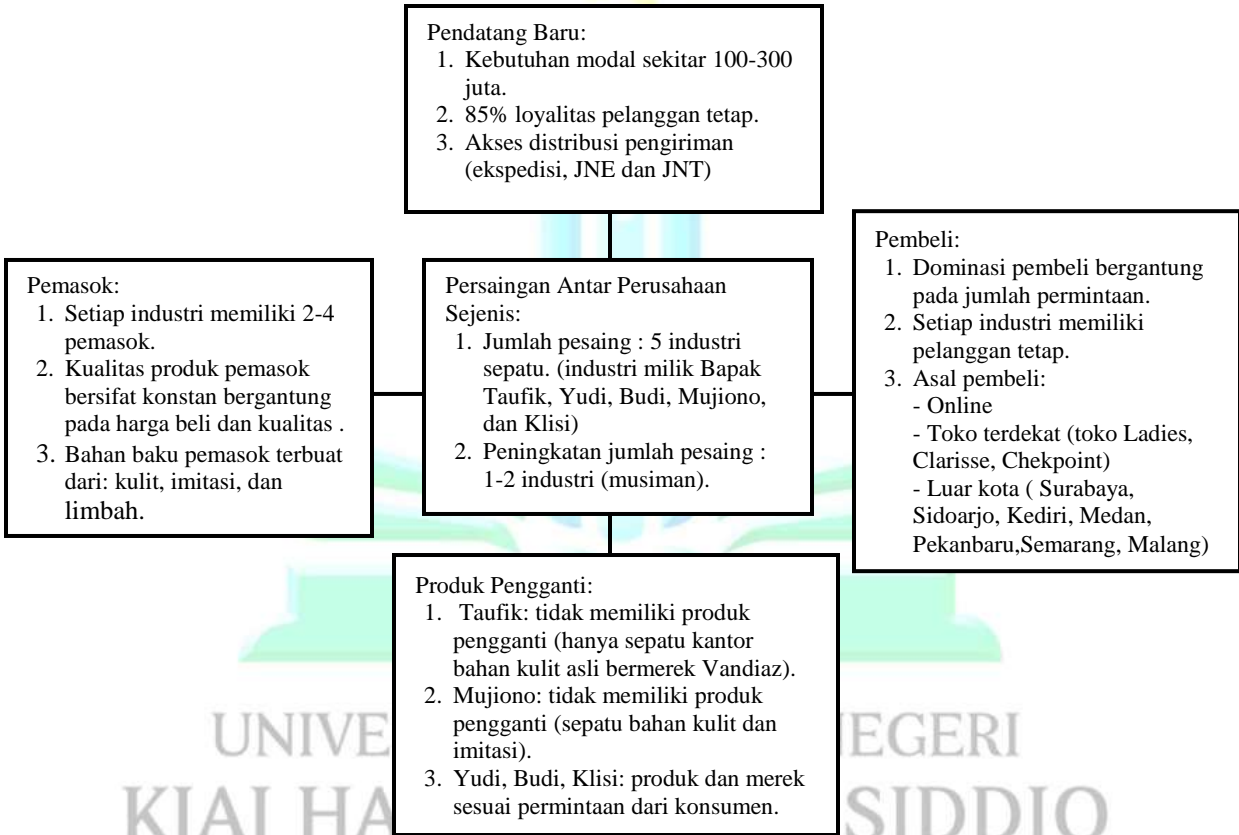 Pendatang Baru:
1. Kebutuhan modal sekitar 100-300
juta.
2. 85% loyalitas pelanggan tetap.
3. Akses distribusi pengiriman
(ekspedisi, JNE dan JNT)
Pemasok:
1. Setiap industri memiliki 2-4
pemasok.
2. Kualitas produk pemasok
bersifat konstan bergantung
pada harga beli dan kualitas .
3. Bahan baku pemasok terbuat
dari: kulit, imitasi, dan
limbah.
Persaingan Antar Perusahaan
Sejenis:
1. Jumlah pesaing : 5 industri
sepatu. (industri milik Bapak
Taufik, Yudi, Budi, Mujiono,
dan Klisi)
2. Peningkatan jumlah pesaing :
1-2 industri (musiman).
Pembeli:
1. Dominasi pembeli bergantung
pada jumlah permintaan.
2. Setiap industri memiliki
pelanggan tetap.
3. Asal pembeli:
- Online
- Toko terdekat (toko Ladies,
Clarisse, Chekpoint)
- Luar kota ( Surabaya,
Sidoarjo, Kediri, Medan,
Pekanbaru,Semarang, Malang)
Produk Pengganti:
1. Taufik: tidak memiliki produk
pengganti (hanya sepatu kantor
bahan kulit asli bermerek Vandiaz).
2. Mujiono: tidak memiliki produk
pengganti (sepatu bahan kulit dan
imitasi).
3. Yudi, Budi, Klisi: produk dan merek
sesuai permintaan dari konsumen.
UNIVE EGERI
KIAI HA SIDDIQ